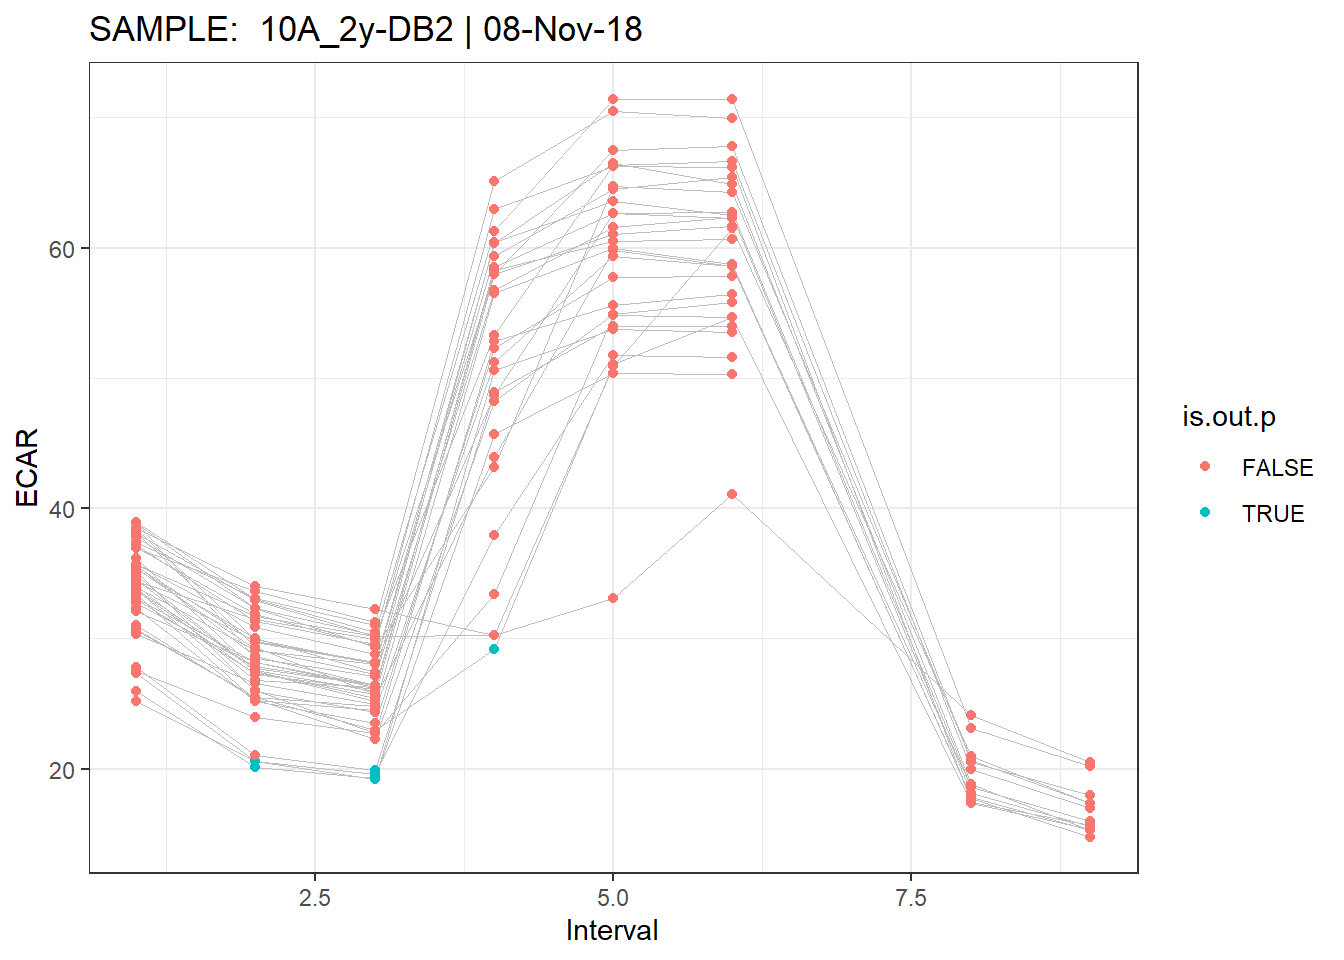 SAMPLE:  10A_2y-DB2 | 08-Nov-18
ECAR
60
40
20
2.5
5.0
7.5
Interval
is.out.p
FALSE
TRUE